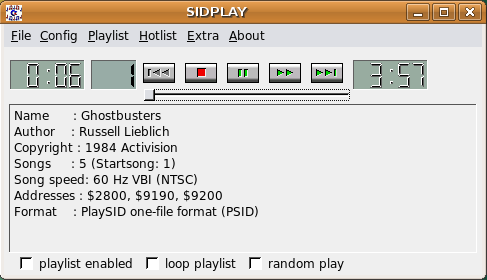 SIDPLAY
File Config Playlist Hotlist Extra About
0:06 1 3:57
Name : Ghostbusters
Author : Russell Lieblich
Copyright : 1984 Activision
Songs : 5 (Startsong: 1)
Song speed: 60 Hz VBI (NTSC)
Addresses : $2800, $9190, $9200
Format : PlaySID one-file format (PSID)
playlist enabled loop playlist random play